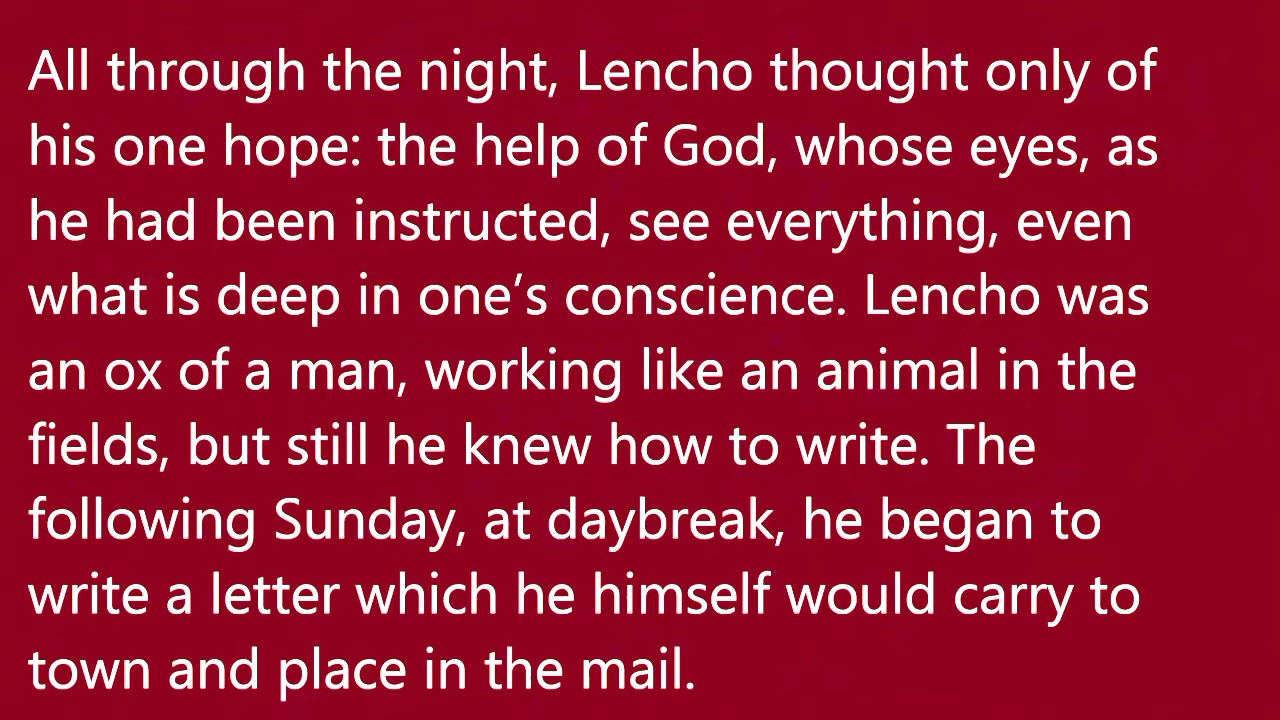 All through the night, Lencho thought only of
his one hope: the help of God, whose eyes, as
he had been instructed, see everything, even
what is deep in one’s conscience. Lencho was
an ox of a man, working like an animal in the
fields, but still he knew how to write. The
following Sunday, at daybreak, he began to
write a letter which he himself would carry to
town and place in the mail.